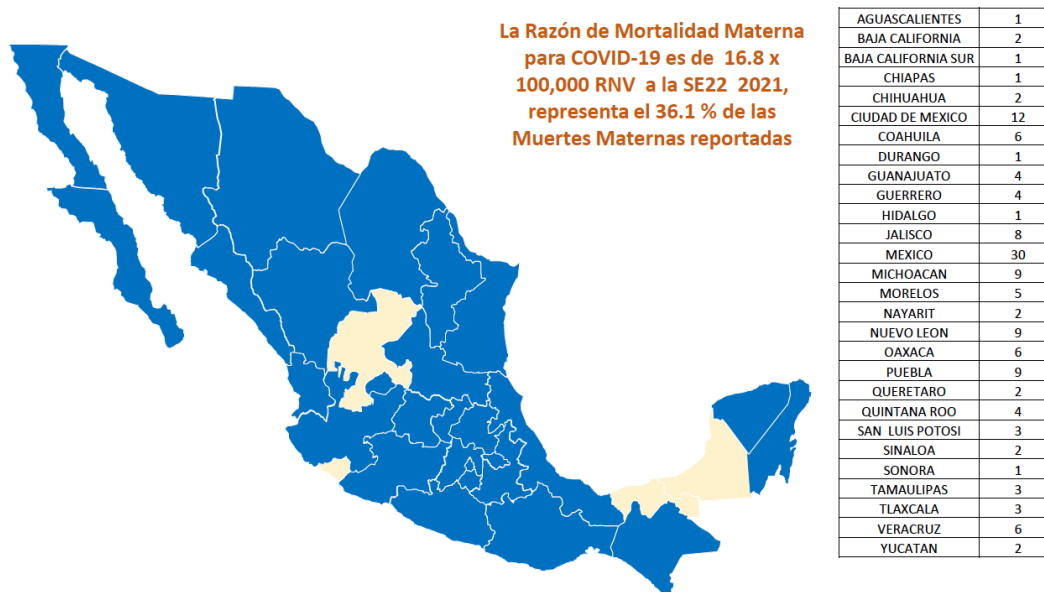 La Razón de Mortalidad Materna
para COVID-19 es de 16.8 x
100,000 RNV a la SE22 2021,
representa el 36.1 % de las
Muertes Maternas reportadas
AGUASCALIENTES 1
BAJA CALIFORNIA 2
BAJA CALIFORNIA SUR 1
CHIAPAS 1
CHIHUAHUA 2
CIUDAD DE MEXICO 12
COAHUILA 6
DURANGO 1
GUANAJUATO 4
GUERRERO 4
HIDALGO 1
JALISCO 8
MEXICO 30
MICHOACAN 9
MORELOS 5
NAYARIT 2
NUEVO LEON 9
OAXACA 6
PUEBLA 9
QUERETARO 2
QUINTANA ROO 4
SAN LUIS POTOSI 3
SINALOA 2
SONORA 1
TAMAULIPAS 3
TLAXCALA 3
VERACRUZ 6
YUCATAN 2